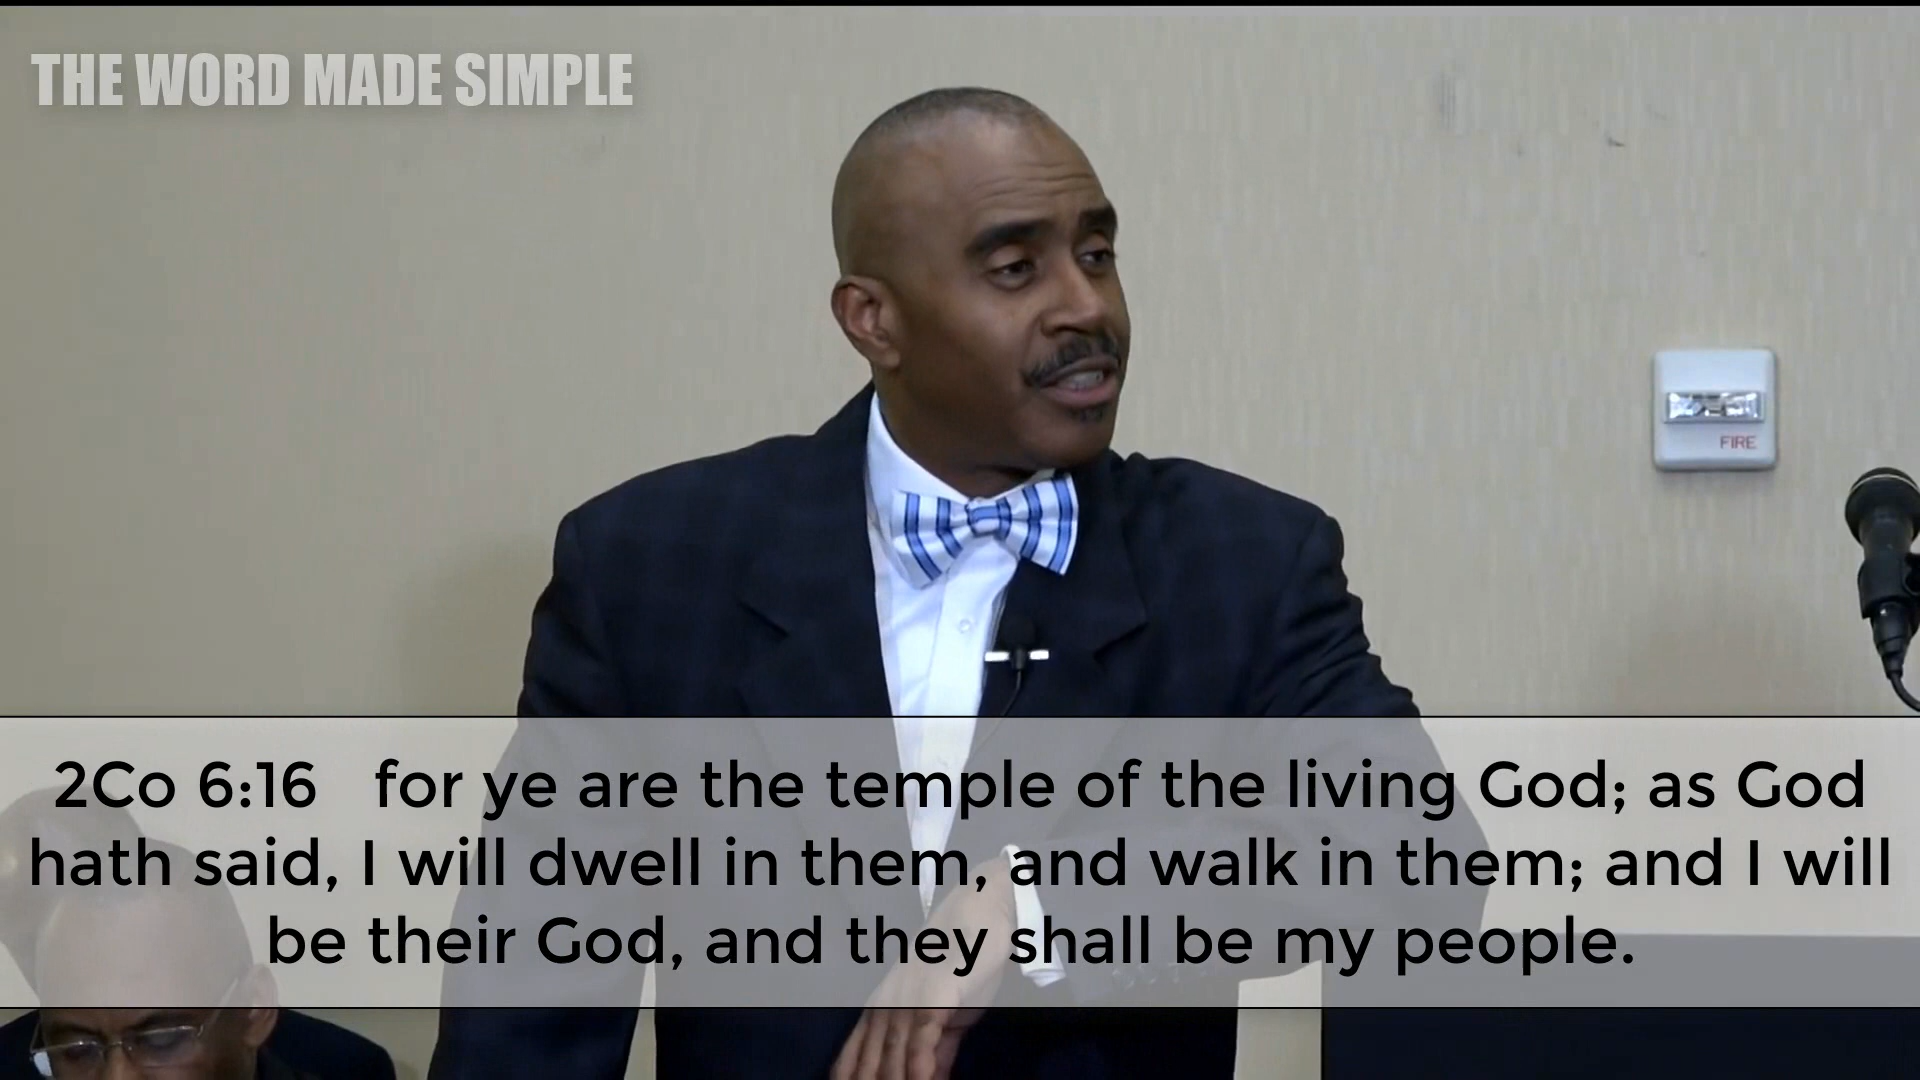 THE WORD MADE SIMPLE
FIRE
2Co 6:16 for ye are the temple of the living God; as God
hath said, I will dwell in them, and walk in them; and I will
be their God, and they shall be my people.